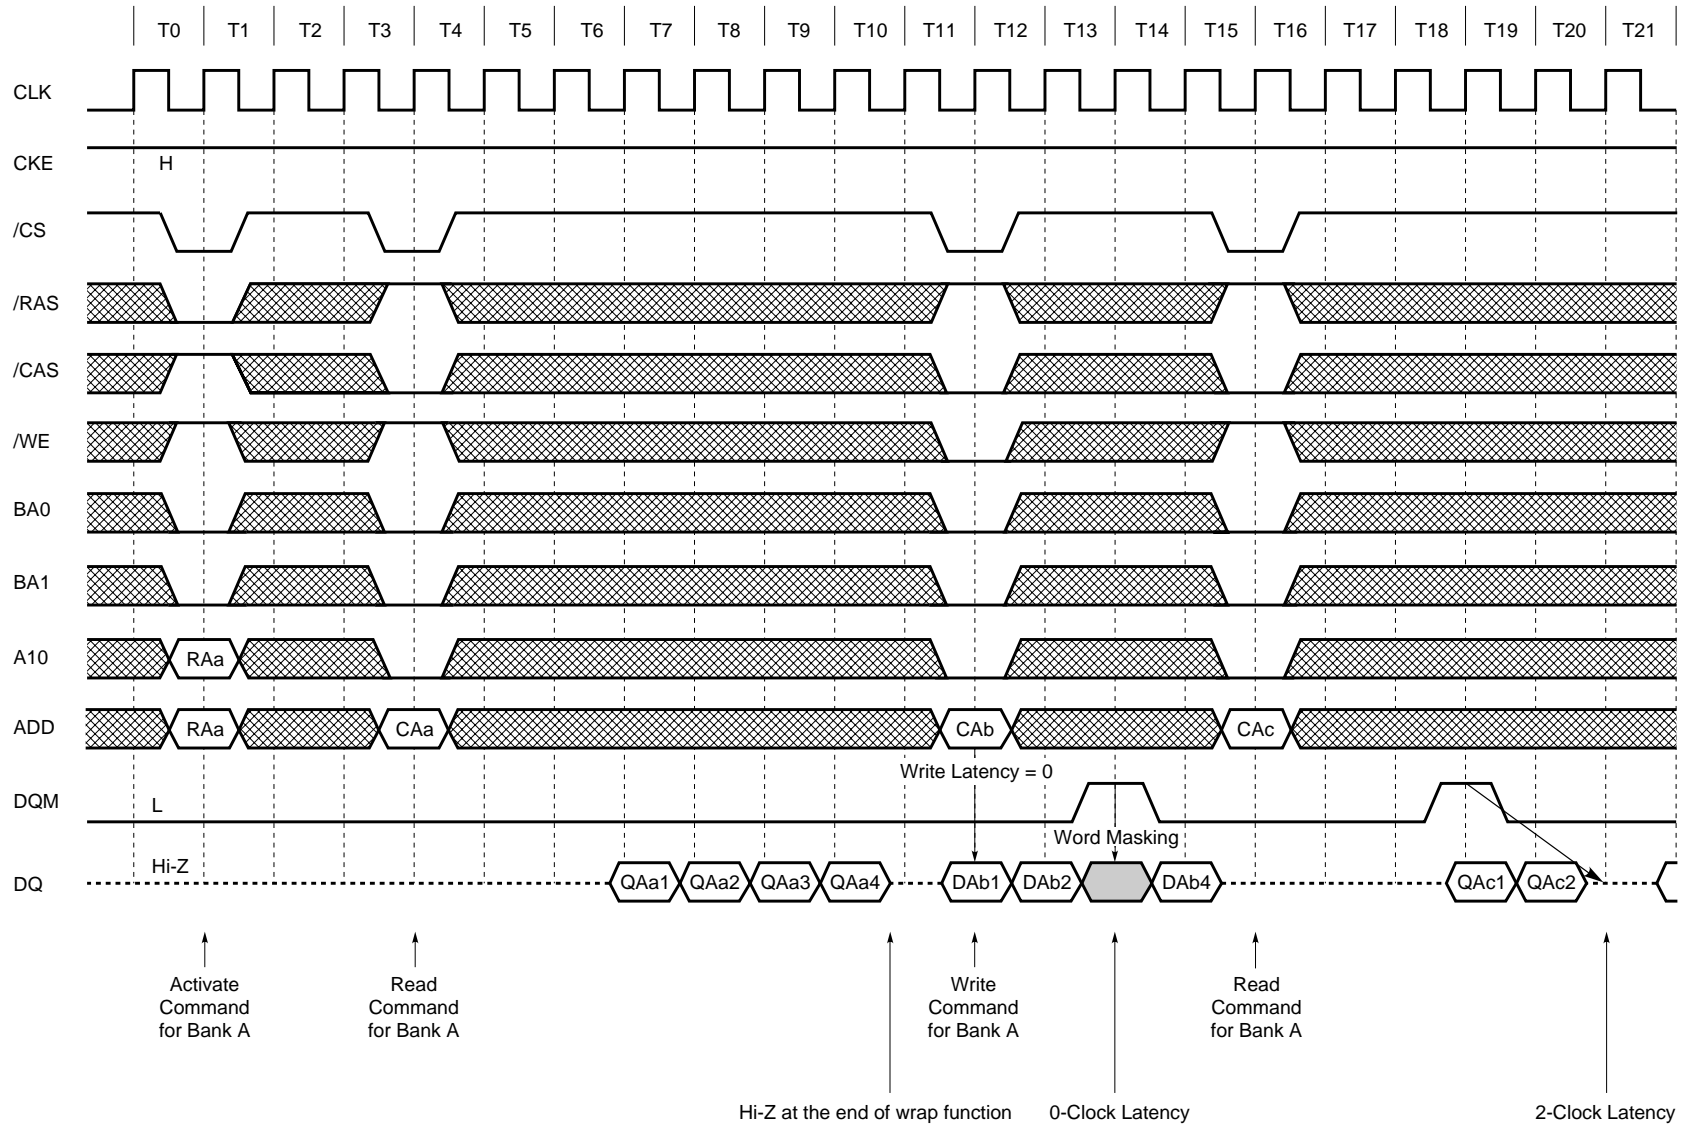 T0 T1 T2 T3 T4 T5 T6 T7 T8 T9 T10 T11 T12 T13 T14 T15 T16 T17 T18 T19 T20 T21
CLK
CKE H
/CS
/RAS
/CAS
/WE
BA0
BA1
A10 RAa
ADD RAa CAa CAb CAc
Write Latency = 0
DQM L
Word Masking
Hi-Z
DQ QAa1 QAa2 QAa3 QAa4 DAb1 DAb2 DAb4 QAc1 QAc2
Activate
Command
for Bank A
Read
Command
for Bank A
Write
Command
for Bank A
Read
Command
for Bank A
Hi-Z at the end of wrap function
0-Clock Latency
2-Clock Latency